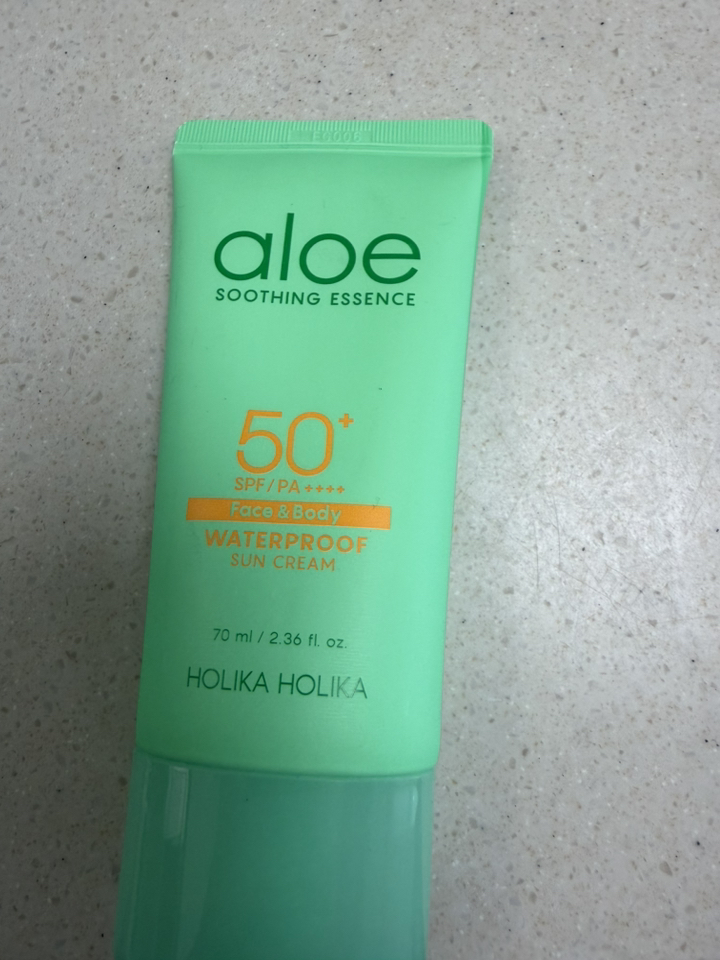 aloe
SOOTHING ESSENCE
50+
SPF/PA++++
Face & Body
WATERPROOF
SUN CREAM
70 ml / 2.36 fl. oz.
HOLIKA HOLIKA